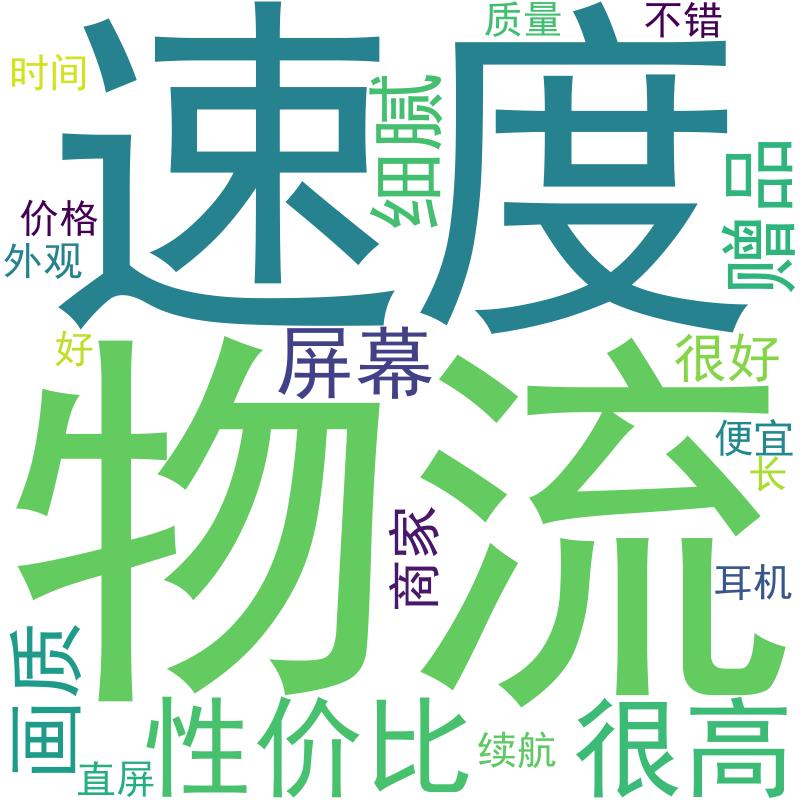 速度
质量
不错
时间
细腻
赠品
价格
外观
屏幕
好
很好
物流
便宜
长
商家
耳机
画质
性价比
很高
续航
直屏